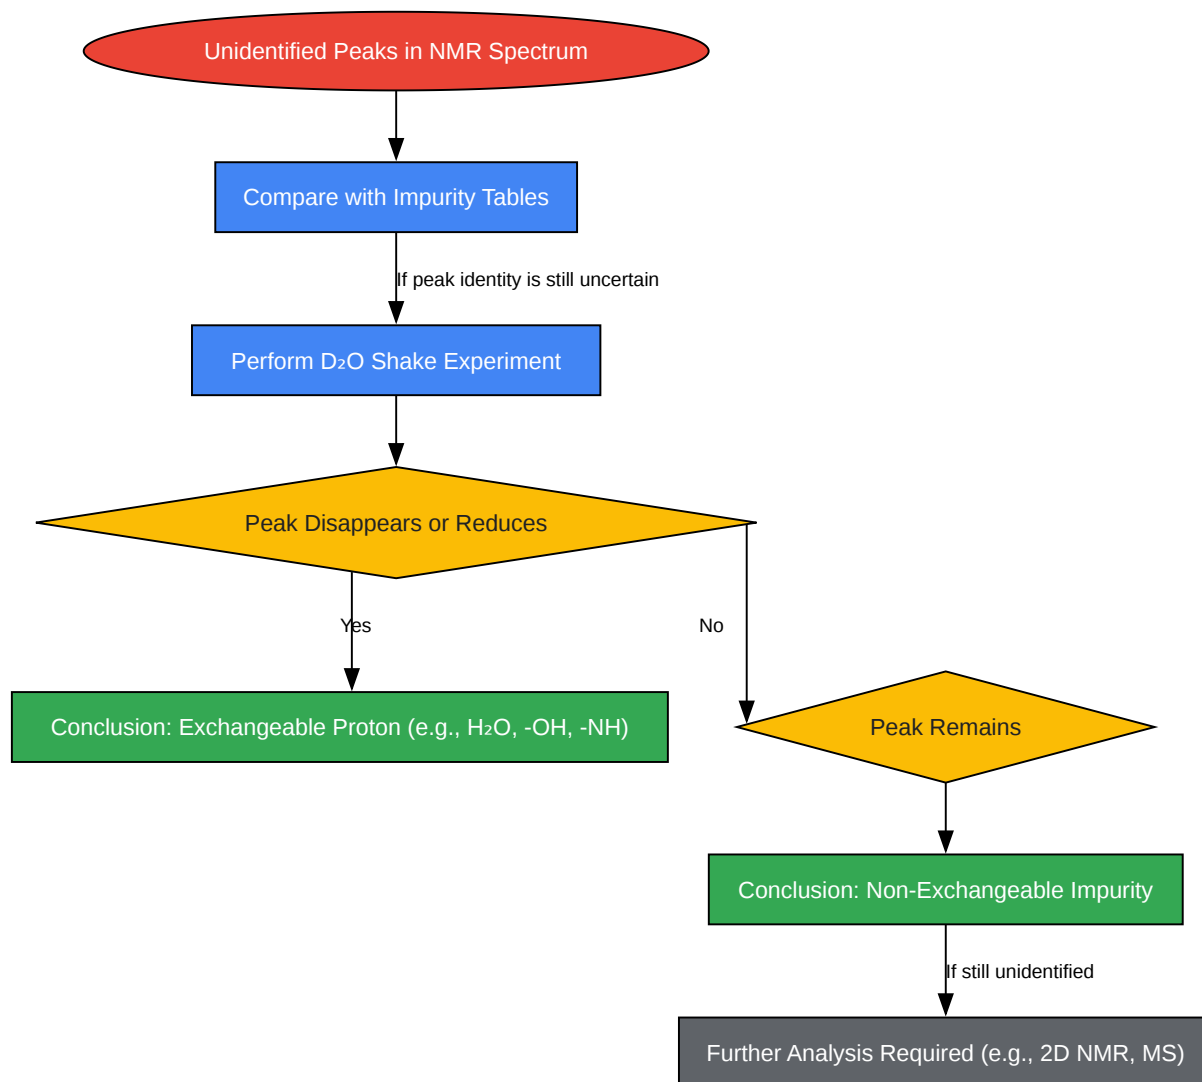 Unidentified Peaks in NMR Spectrum
Compare with Impurity Tables
If peak identity is still uncertain
Perform D₂O Shake Experiment
Peak Disappears or Reduces
Yes
No
Conclusion: Exchangeable Proton (e.g., H₂O, -OH, -NH)
Peak Remains
Conclusion: Non-Exchangeable Impurity
If still unidentified
Further Analysis Required (e.g., 2D NMR, MS)